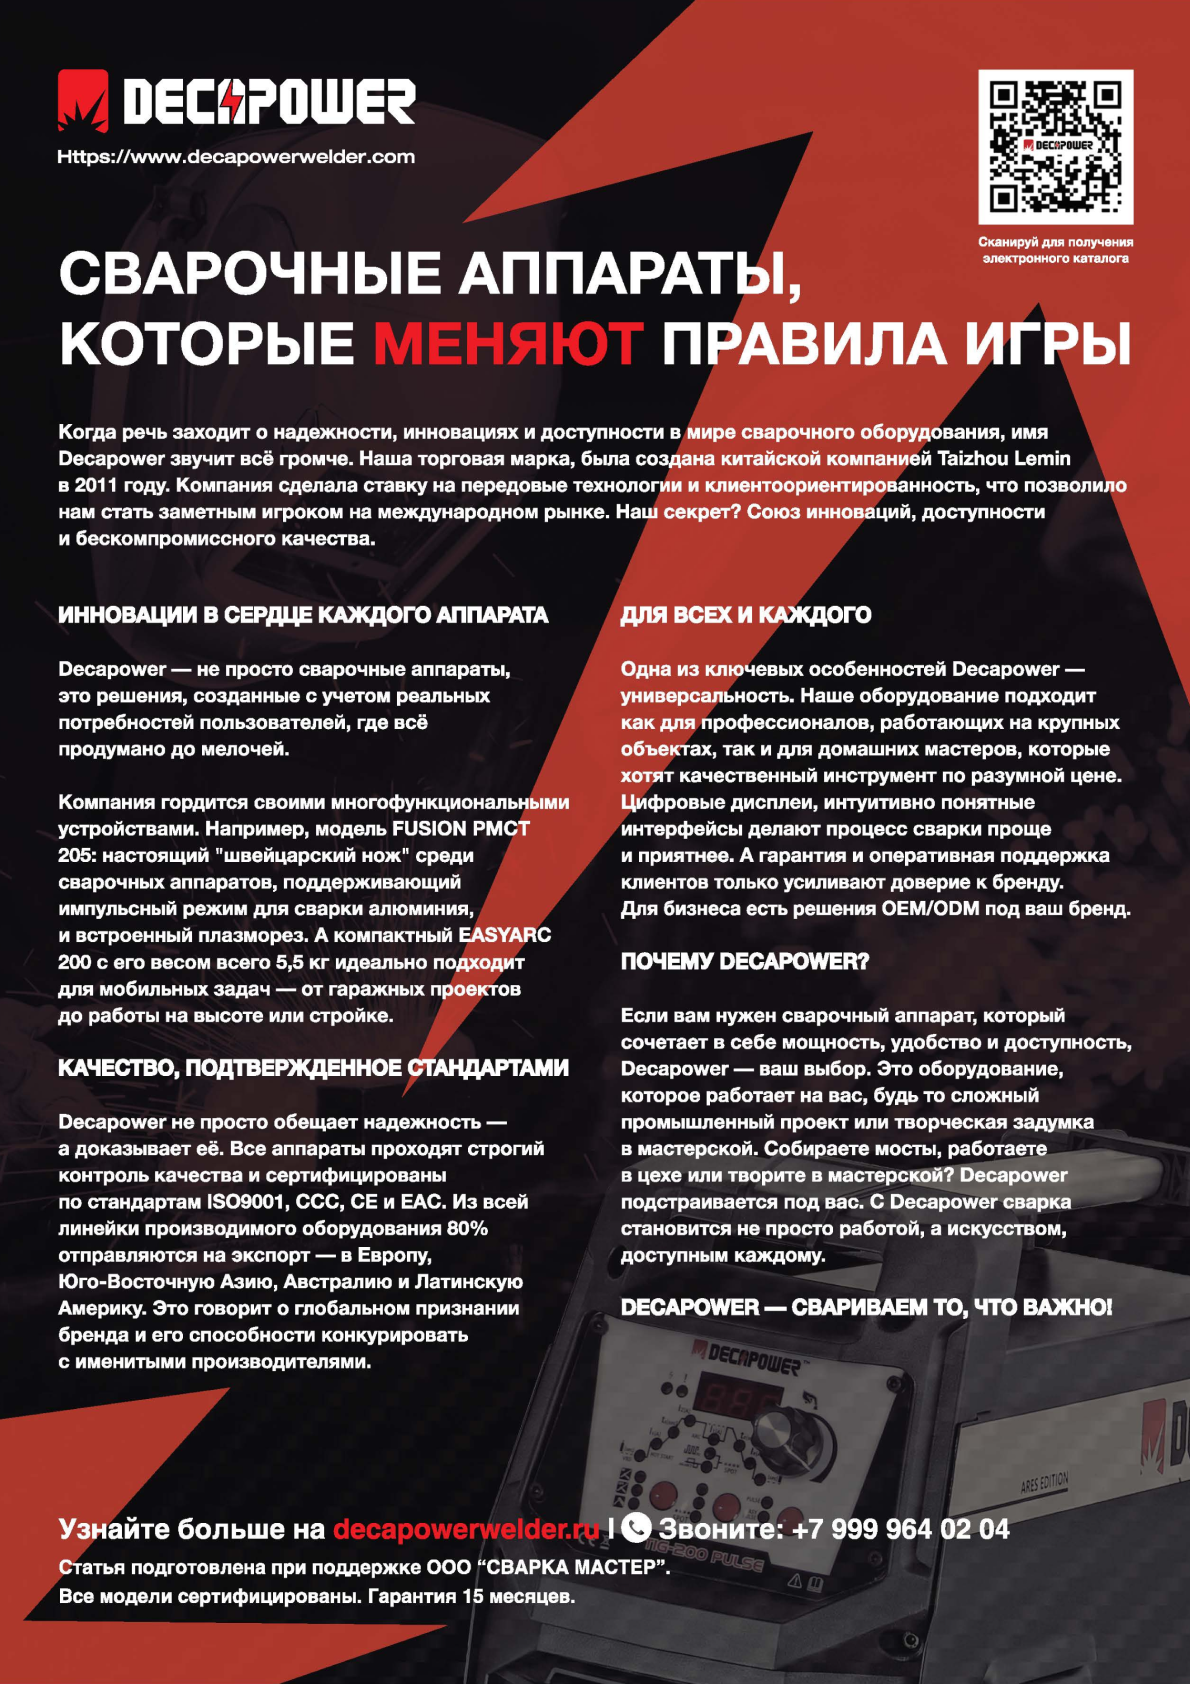 DECAPOWER
Https://www.decapowerwelder.com
DECAPOWER
Сканируй для получения
электронного каталога
СВАРОЧНЫЕ АППАРАТЫ,
КОТОРЫЕ МЕНЯЮТ ПРАВИЛА ИГРЫ
Когда речь заходит о надежности, инновациях и доступности в мире сварочного оборудования, имя
Decapower звучит всё громче. Наша торговая марка, была создана китайской компанией Taizhou Lemin
в 2011 году. Компания сделала ставку на передовые технологии и клиентоориентированность, что позволило
нам стать заметным игроком на международном рынке. Наш секрет? Союз инноваций, доступности
и бескомпромиссного качества.
ИННОВАЦИИ В СЕРДЦЕ КАЖДОГО АППАРАТА
Decapower — не просто сварочные аппараты,
это решения, созданные с учетом реальных
потребностей пользователей, где всё
продумано до мелочей.
Компания гордится своими многофункциональными
устройствами. Например, модель FUSION PMCT
205: настоящий "швейцарский нож" среди
сварочных аппаратов, поддерживающий
импульсный режим для сварки алюминия,
и встроенный плазморез. А компактный EASYARC
200 с его весом всего 5,5 кг идеально подходит
для мобильных задач — от гаражных проектов
до работы на высоте или стройке.
КАЧЕСТВО, ПОДТВЕРЖДЕННОЕ СТАНДАРТАМИ
Decapower не просто обещает надежность —
а доказывает её. Все аппараты проходят строгий
контроль качества и сертифицированы
по стандартам ISO9001, CCC, CE и EAC. Из всей
линейки производимого оборудования 80%
отправляются на экспорт — в Европу,
Юго-Восточную Азию, Австралию и Латинскую
Америку. Это говорит о глобальном признании
бренда и его способности конкурировать
с именитыми производителями.
ДЛЯ ВСЕХ И КАЖДОГО
Одна из ключевых особенностей Decapower —
универсальность. Наше оборудование подходит
как для профессионалов, работающих на крупных
объектах, так и для домашних мастеров, которые
хотят качественный инструмент по разумной цене.
Цифровые дисплеи, интуитивно понятные
интерфейсы делают процесс сварки проще
и приятнее. А гарантия и оперативная поддержка
клиентов только усиливают доверие к бренду.
Для бизнеса есть решения OEM/ODM под ваш бренд.
ПОЧЕМУ DECAPOWER?
Если вам нужен сварочный аппарат, который
сочетает в себе мощность, удобство и доступность,
Decapower — ваш выбор. Это оборудование,
которое работает на вас, будь то сложный
промышленный проект или творческая задумка
в мастерской. Собираете мосты, работаете
в цехе или творите в мастерской? Decapower
подстраивается под вас. С Decapower сварка
становится не просто работой, а искусством,
доступным каждому.
DECAPOWER — СВАРИВАЕМ ТО, ЧТО ВАЖНО!
DECAPOWER
ARES EDITION
Узнайте больше на decapowerwelder.ru | Звоните: +7 999 964 02 04
TIG-200 PULSE
Статья подготовлена при поддержке ООО “СВАРКА МАСТЕР”.
Все модели сертифицированы. Гарантия 15 месяцев.